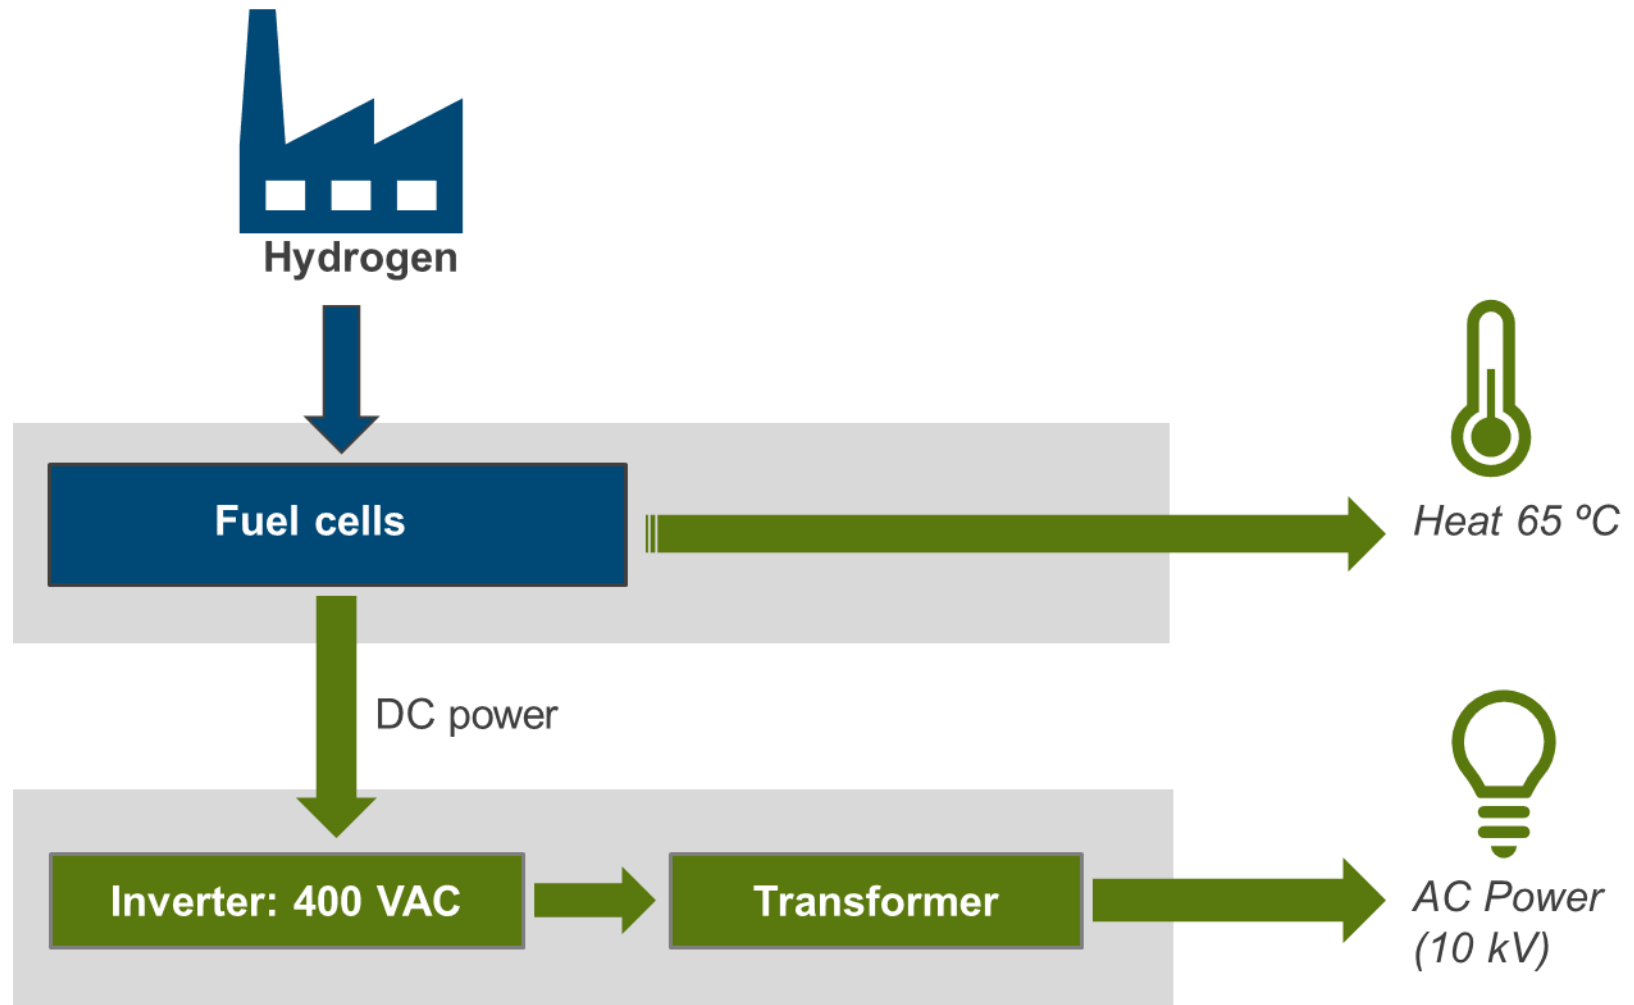 Hydrogen
Fuel cells
Heat 65 ºC
DC power
Inverter: 400 VAC
Transformer
AC Power
(10 kV)